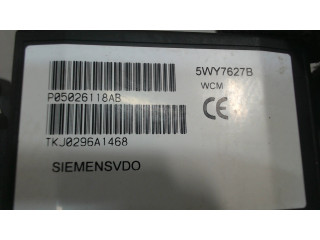 5WY7627B
WCM
P05026118AB
CE
TKJ0296A1468
SIEMENSVDO